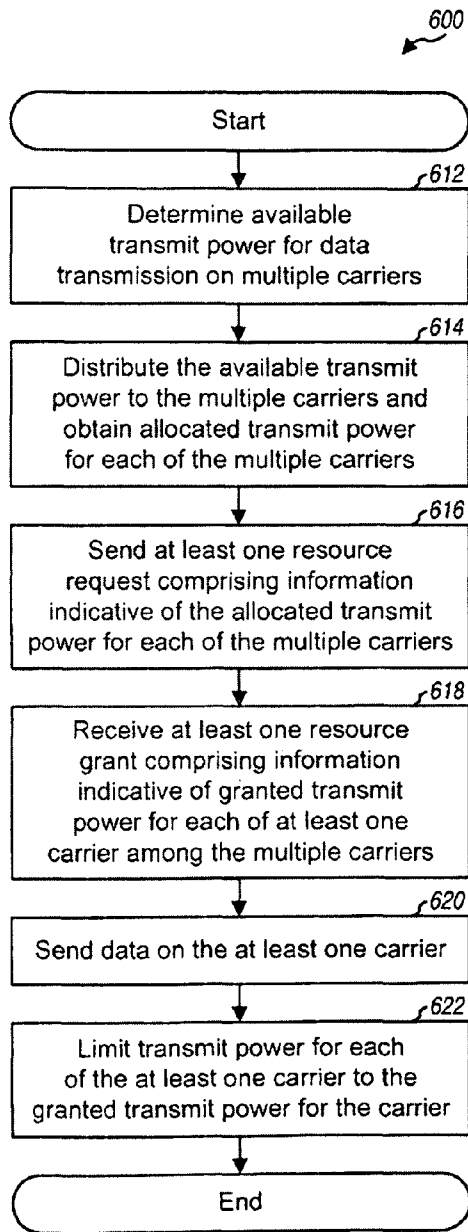 600
Start
612
Determine available
transmit power for data
transmission on multiple carriers
614
Distribute the available transmit
power to the multiple carriers and
obtain allocated transmit power
for each of the multiple carriers
616
Send at least one resource
request comprising information
indicative of the allocated transmit
power for each of the multiple carriers
618
Receive at least one resource
grant comprising information
indicative of granted transmit
power for each of at least one
carrier among the multiple carriers
620
Send data on the at least one carrier
622
Limit transmit power for each
of the at least one carrier to the
granted transmit power for the carrier
End